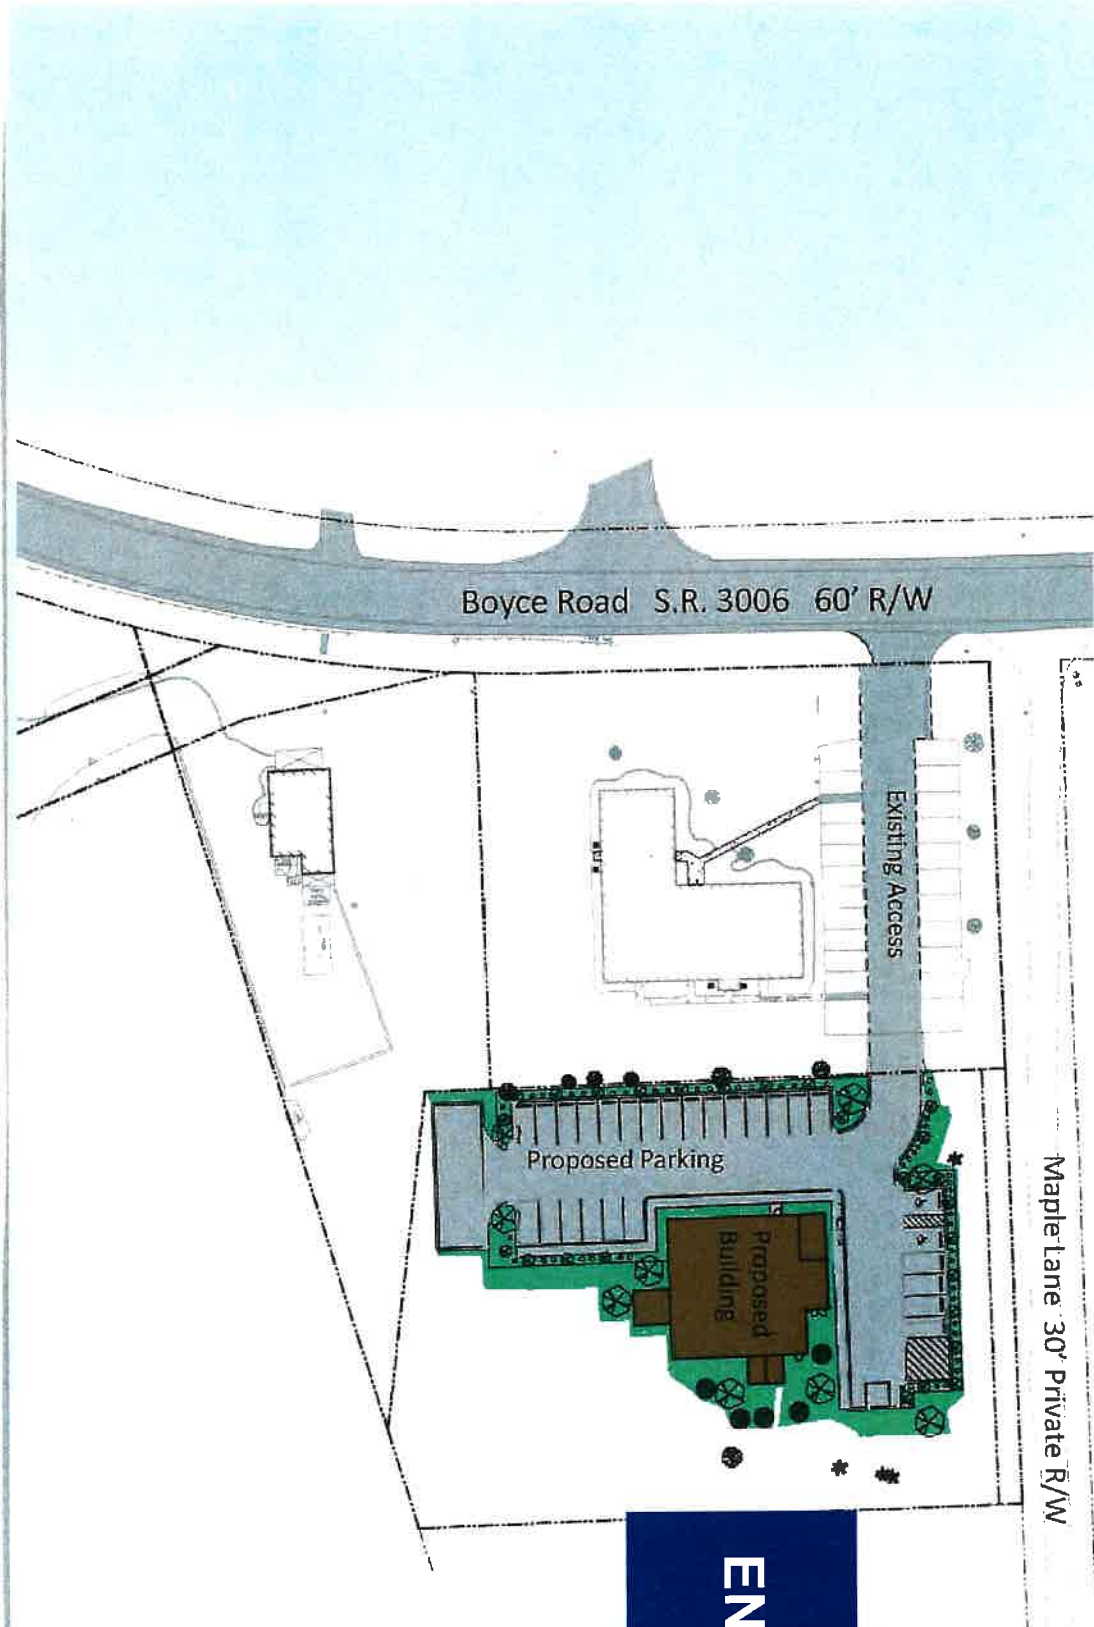 Boyce Road S.R. 3006 60' R/W
Existing Access
Proposed Parking
Proposed
Building
Maple Lane 30' Private R/W
EN